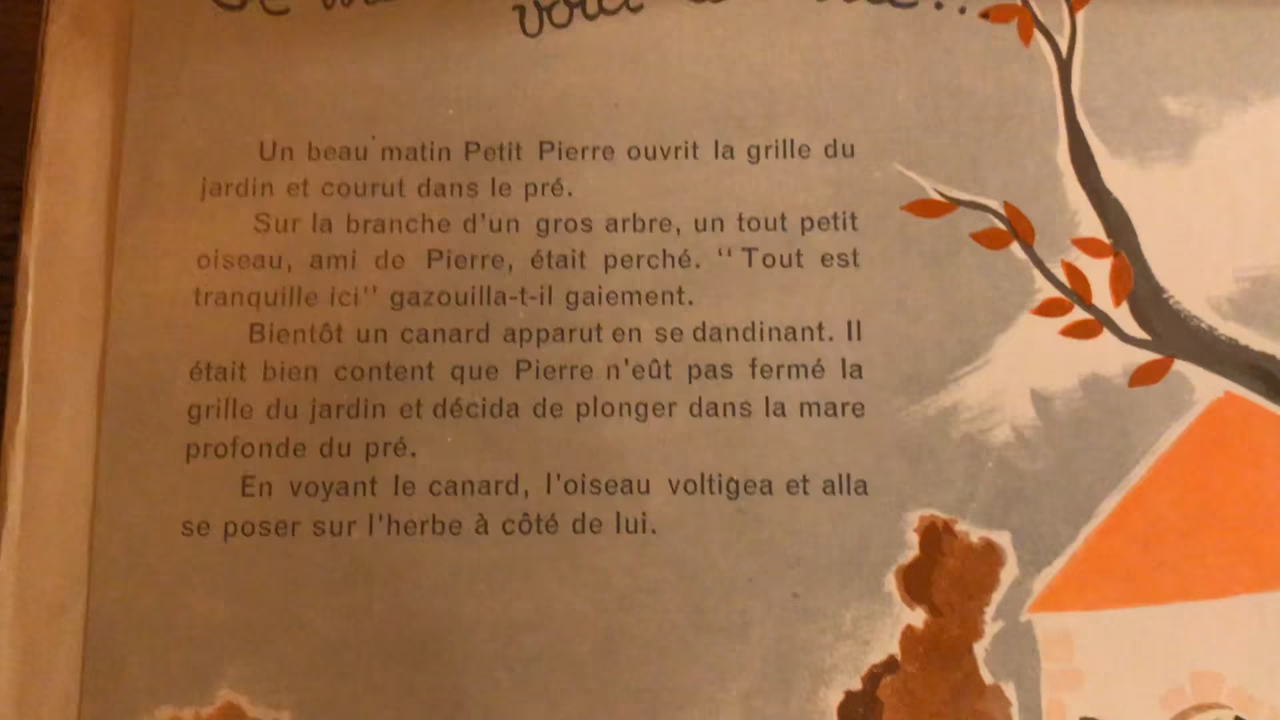 voici
Un beau matin Petit Pierre ouvrit la grille du
jardin et courut dans le pré.
Sur la branche d'un gros arbre, un tout petit
oiseau, ami de Pierre, était perché. "Tout est
tranquille ici" gazouilla-t-il gaiement.
Bientôt un canard apparut en se dandinant. Il
était bien content que Pierre n'eût pas fermé la
grille du jardin et décida de plonger dans la mare
profonde du pré.
En voyant le canard, l'oiseau voltigea et alla
se poser sur l'herbe à côté de lui.